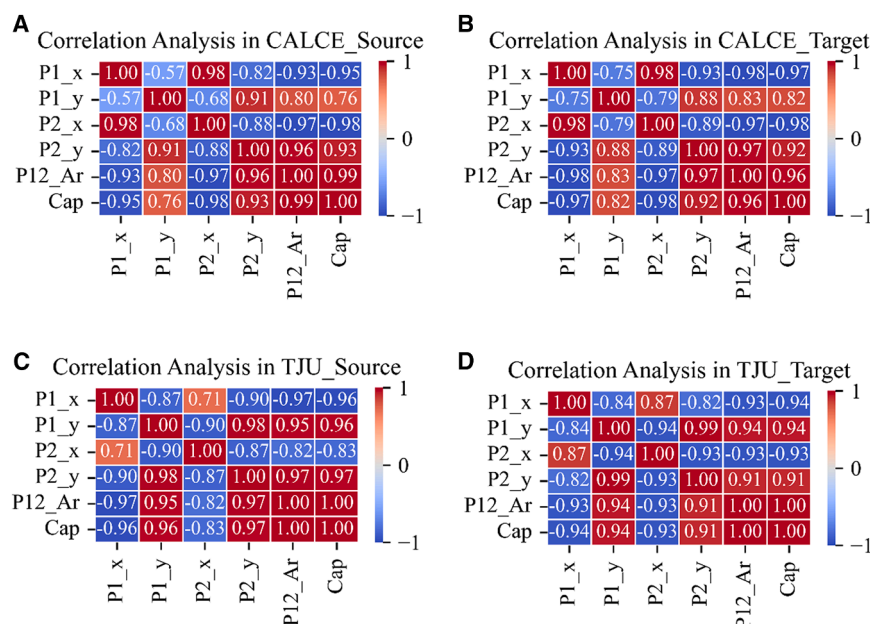 A
Correlation Analysis in CALCE_Source
P1_x 1.00 -0.57 0.98 -0.82 -0.93 -0.95
P1_y -0.57 1.00 -0.68 0.91 0.80 0.76
P2_x 0.98 -0.68 1.00 -0.88 -0.97 -0.98
P2_y -0.82 0.91 -0.88 1.00 0.96 0.93
P12_Ar -0.93 0.80 -0.97 0.96 1.00 0.99
Cap -0.95 0.76 -0.98 0.93 0.99 1.00
P1_x P1_y P2_x P2_y P12_Ar Cap
1
0
−1
B
Correlation Analysis in CALCE_Target
P1_x 1.00 -0.75 0.98 -0.93 -0.98 -0.97
P1_y -0.75 1.00 -0.79 0.88 0.83 0.82
P2_x 0.98 -0.79 1.00 -0.89 -0.97 -0.98
P2_y -0.93 0.88 -0.89 1.00 0.97 0.92
P12_Ar -0.98 0.83 -0.97 0.97 1.00 0.96
Cap -0.97 0.82 -0.98 0.92 0.96 1.00
P1_x P1_y P2_x P2_y P12_Ar Cap
1
0
−1
C
Correlation Analysis in TJU_Source
P1_x 1.00 -0.87 0.71 -0.90 -0.97 -0.96
P1_y -0.87 1.00 -0.90 0.98 0.95 0.96
P2_x 0.71 -0.90 1.00 -0.87 -0.82 -0.83
P2_y -0.90 0.98 -0.87 1.00 0.97 0.97
P12_Ar -0.97 0.95 -0.82 0.97 1.00 1.00
Cap -0.96 0.96 -0.83 0.97 1.00 1.00
P1_x P1_y P2_x P2_y P12_Ar Cap
1
0
−1
D
Correlation Analysis in TJU_Target
P1_x 1.00 -0.84 0.87 -0.82 -0.93 -0.94
P1_y -0.84 1.00 -0.94 0.99 0.94 0.94
P2_x 0.87 -0.94 1.00 -0.93 -0.93 -0.93
P2_y -0.82 0.99 -0.93 1.00 0.91 0.91
P12_Ar -0.93 0.94 -0.93 0.91 1.00 1.00
Cap -0.94 0.94 -0.93 0.91 1.00 1.00
P1_x P1_y P2_x P2_y P12_Ar Cap
1
0
−1